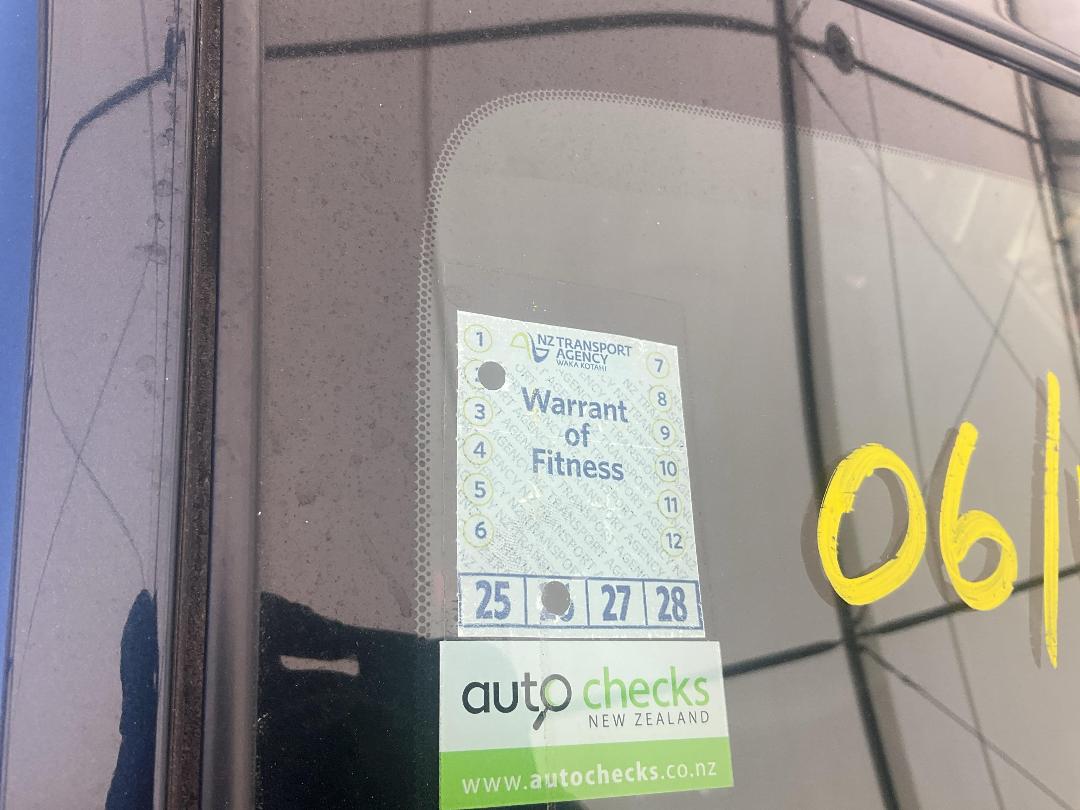 NZ TRANSPORT
AGENCY
WAKA KOTAHI
Warrant
of
Fitness
1
3
4
5
6
7
8
9
10
11
12
25 27 28
auto checks
NEW ZEALAND
www.autochecks.co.nz
06/